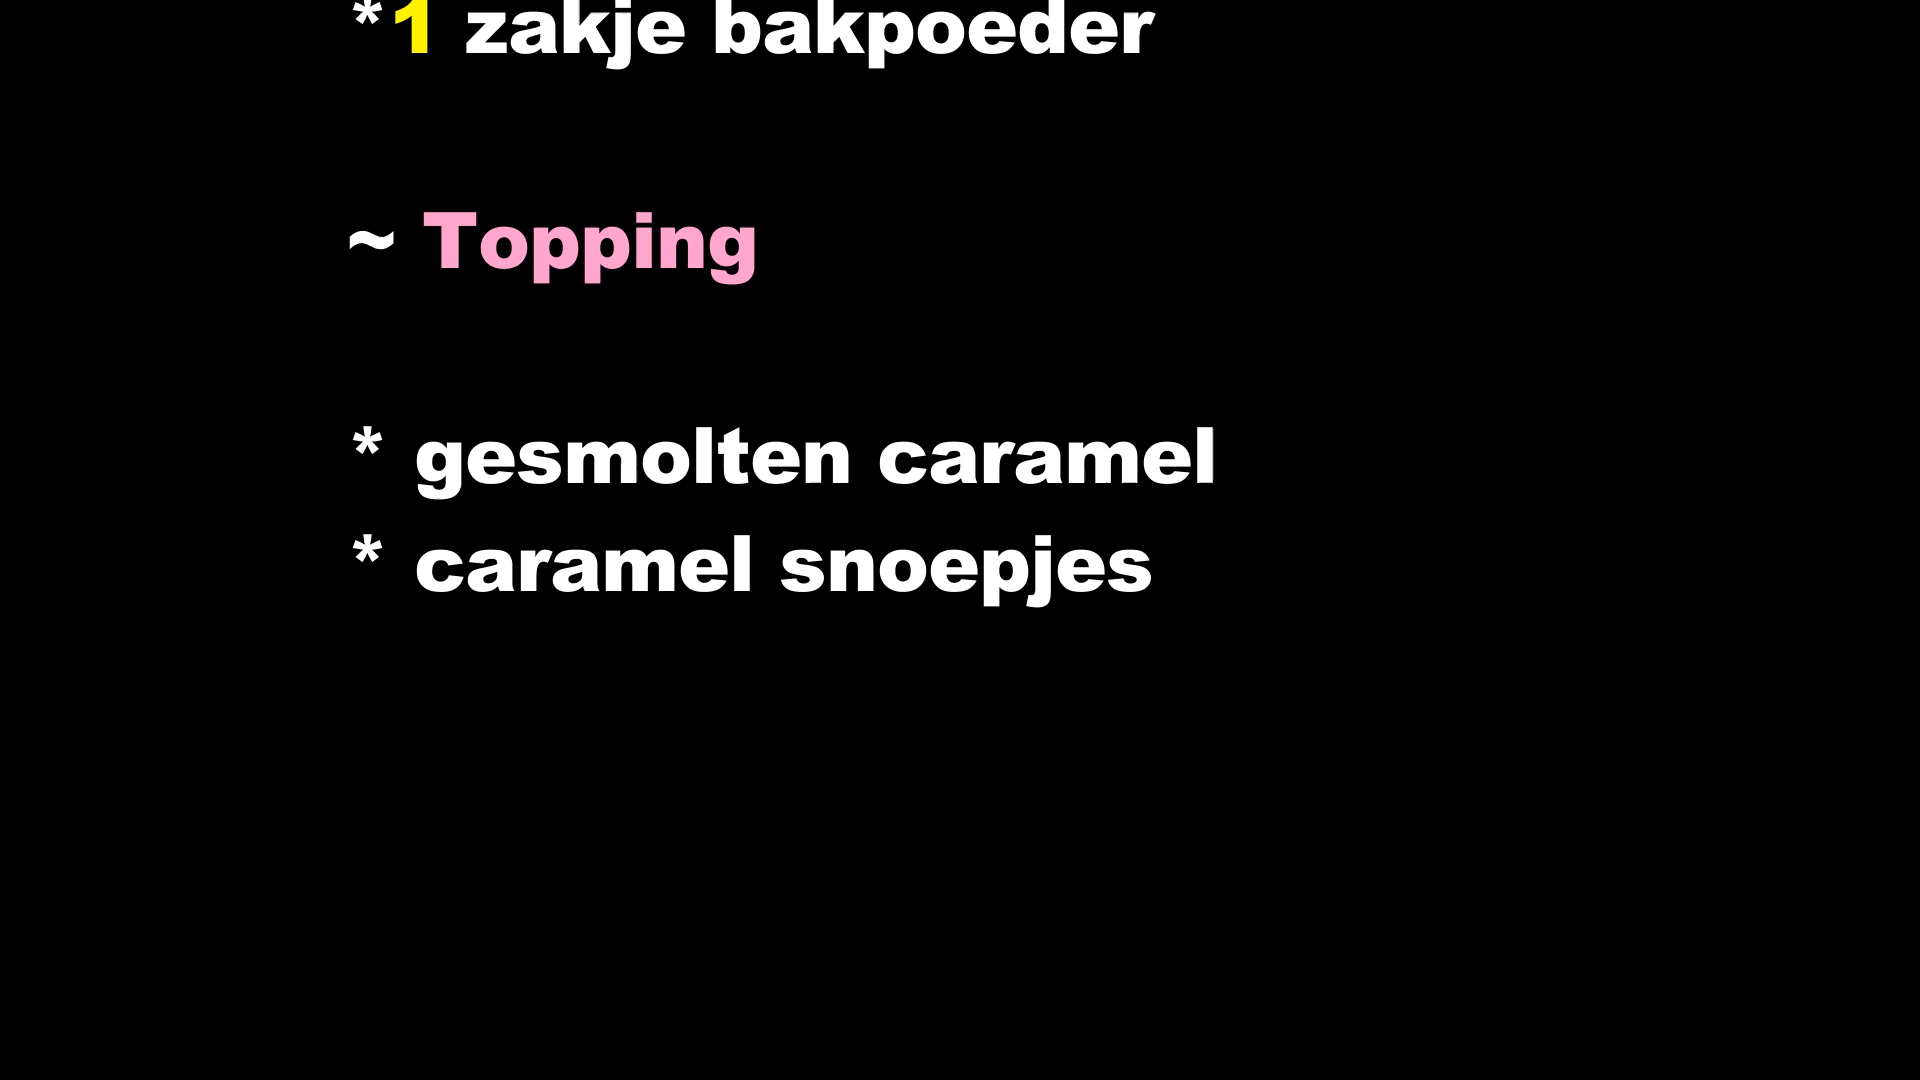 *1 zakje bakpoeder
~ Topping
* gesmolten caramel
* caramel snoepjes